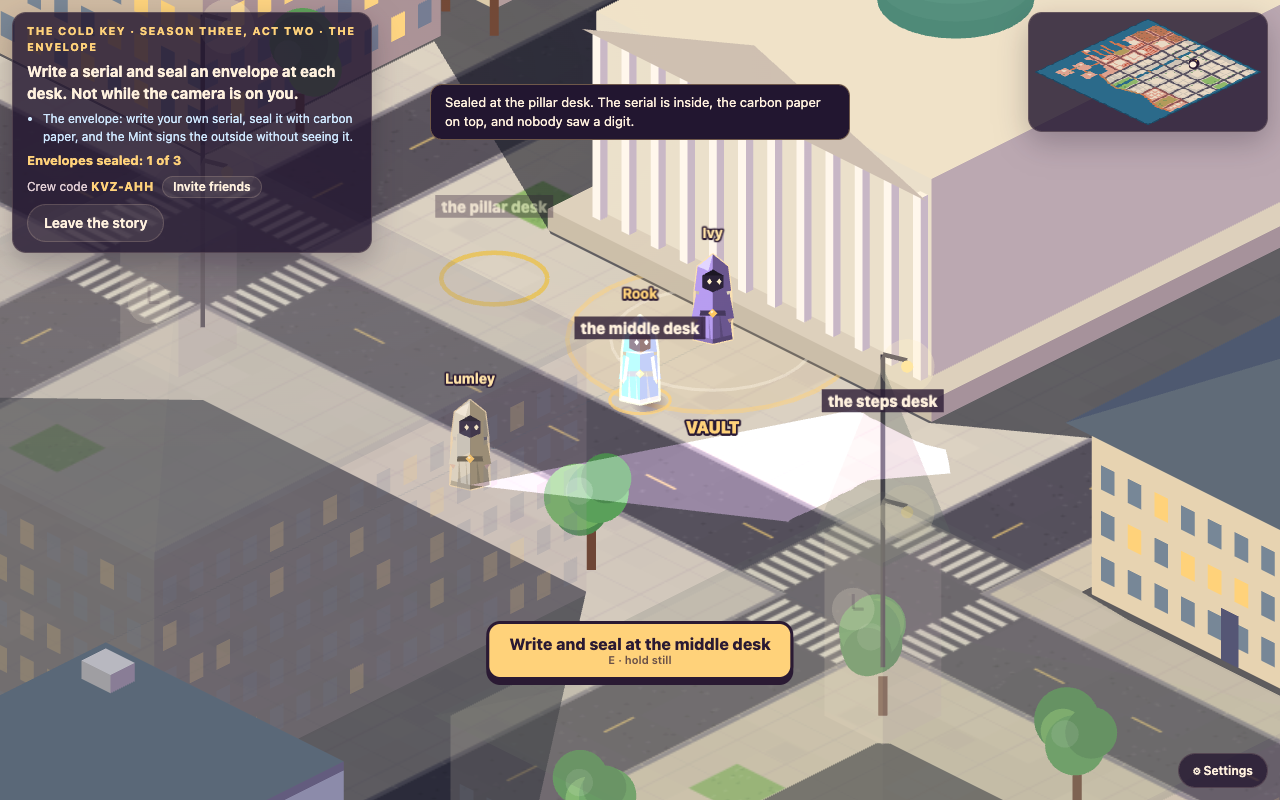 THE COLD KEY · SEASON THREE, ACT TWO · THE
ENVELOPE
Write a serial and seal an envelope at each
desk. Not while the camera is on you.
• The envelope: write your own serial, seal it with carbon
paper, and the Mint signs the outside without seeing it.
Envelopes sealed: 1 of 3
Crew code KVZ-AHH Invite friends
Leave the story
Sealed at the pillar desk. The serial is inside, the carbon paper
on top, and nobody saw a digit.
the pillar desk
Ivy
Rook
the middle desk
Lumley
the steps desk
VAULT
Write and seal at the middle desk
E · hold still
⚙ Settings